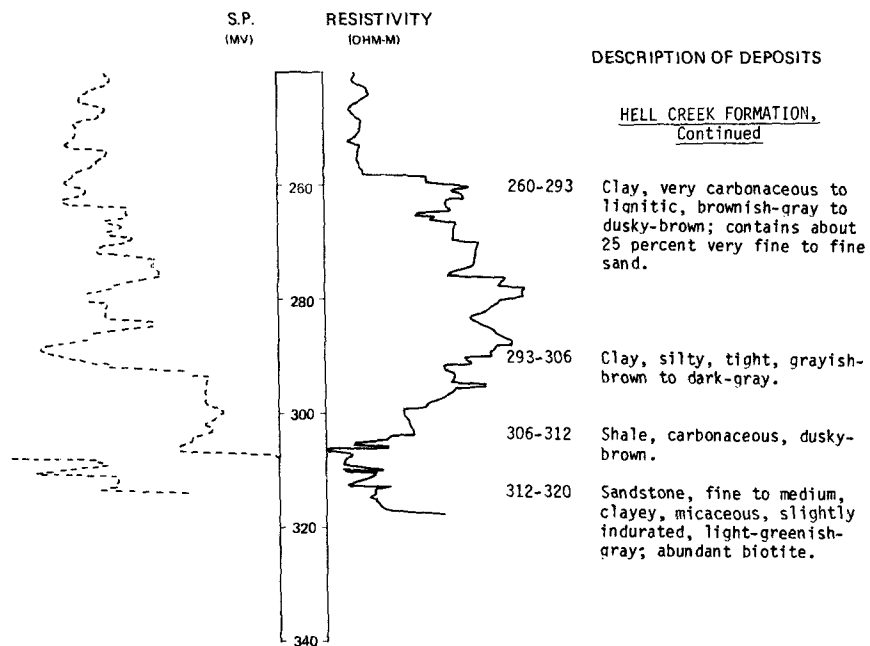 S.P. RESISTIVITY
(MV) (OHM-M)
DESCRIPTION OF DEPOSITS
HELL CREEK FORMATION,
Continued
260 260-293 Clay, very carbonaceous to
lignitic, brownish-gray to
dusky-brown; contains about
25 percent very fine to fine
sand.
280
293-306 Clay, silty, tight, grayish-
brown to dark-gray.
300
306-312 Shale, carbonaceous, dusky-
brown.
312-320 Sandstone, fine to medium,
clayey, micaceous, slightly
320 indurated, light-greenish-
gray; abundant biotite.
340